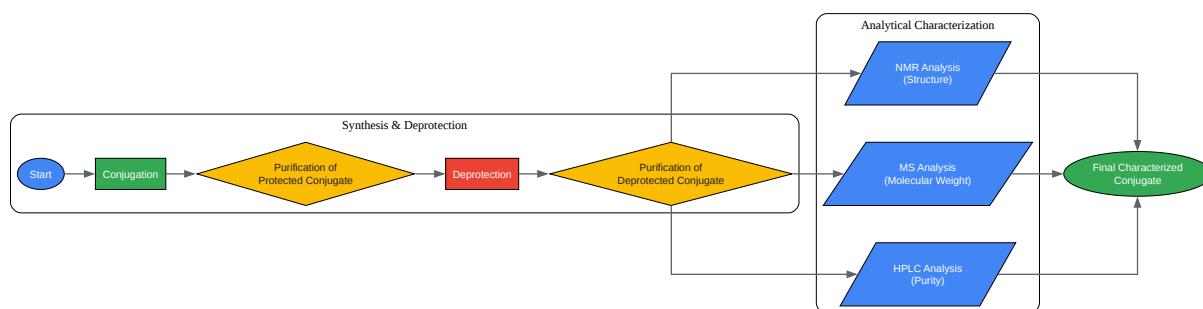 Synthesis & Deprotection
Start
Conjugation
Purification of
Protected Conjugate
Deprotection
Purification of
Deprotected Conjugate
Analytical Characterization
NMR Analysis
(Structure)
MS Analysis
(Molecular Weight)
HPLC Analysis
(Purity)
Final Characterized
Conjugate